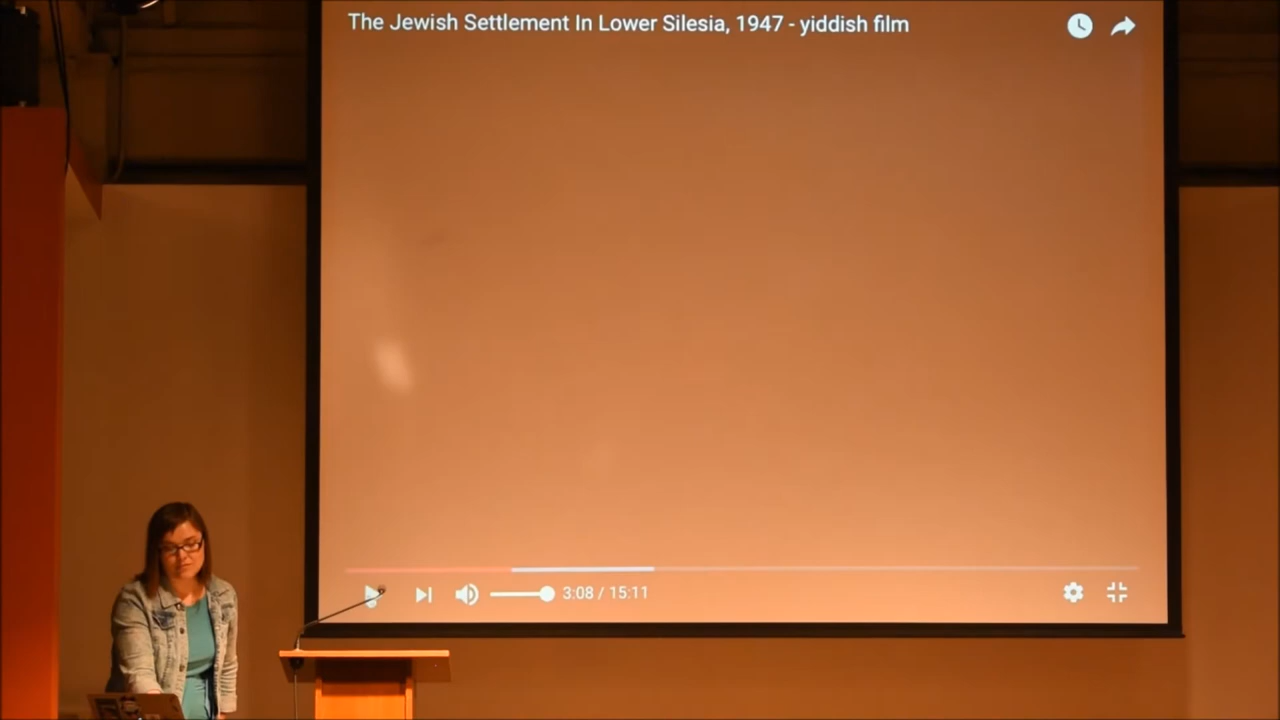 The Jewish Settlement In Lower Silesia, 1947 - yiddish film
3:08 / 15:11